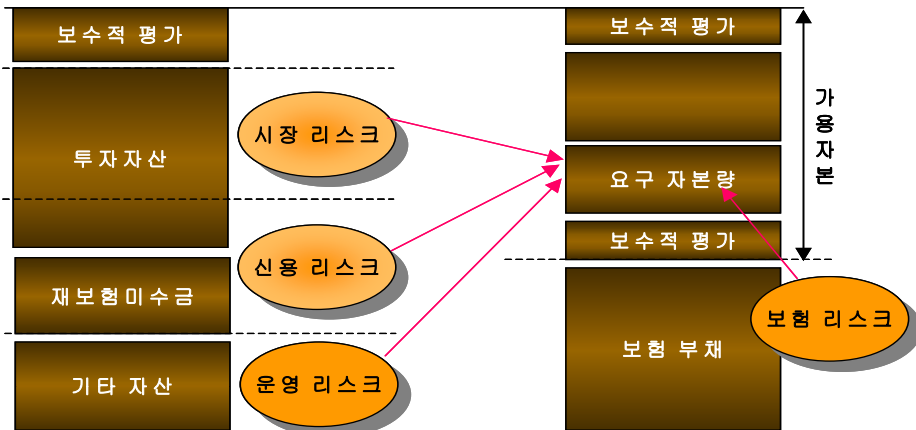 보수적 평가
투자자산
재보험미수금
기타 자산
시장 리스크
신용 리스크
운영 리스크
보수적 평가
요구 자본량
보수적 평가
보험 부채
보험 리스크
가용자본